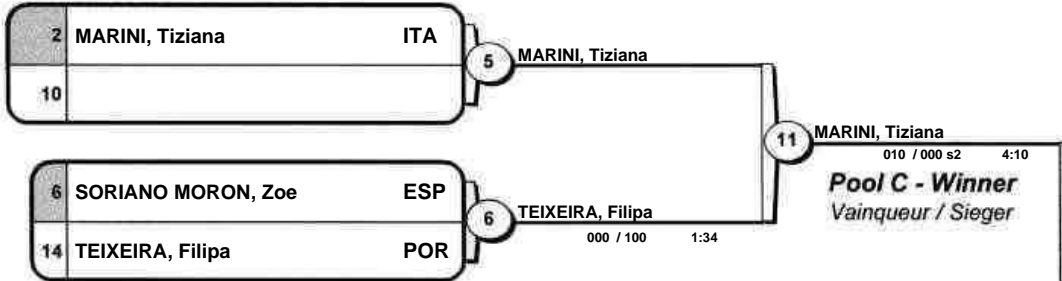 2 MARINI, Tiziana ITA
10
5 MARINI, Tiziana
6 SORIANO MORON, Zoe ESP
14 TEIXEIRA, Filipa POR
6 TEIXEIRA, Filipa
000 / 100 1:34
11 MARINI, Tiziana
010 / 000 s2 4:10
Pool C - Winner
Vainqueur / Sieger